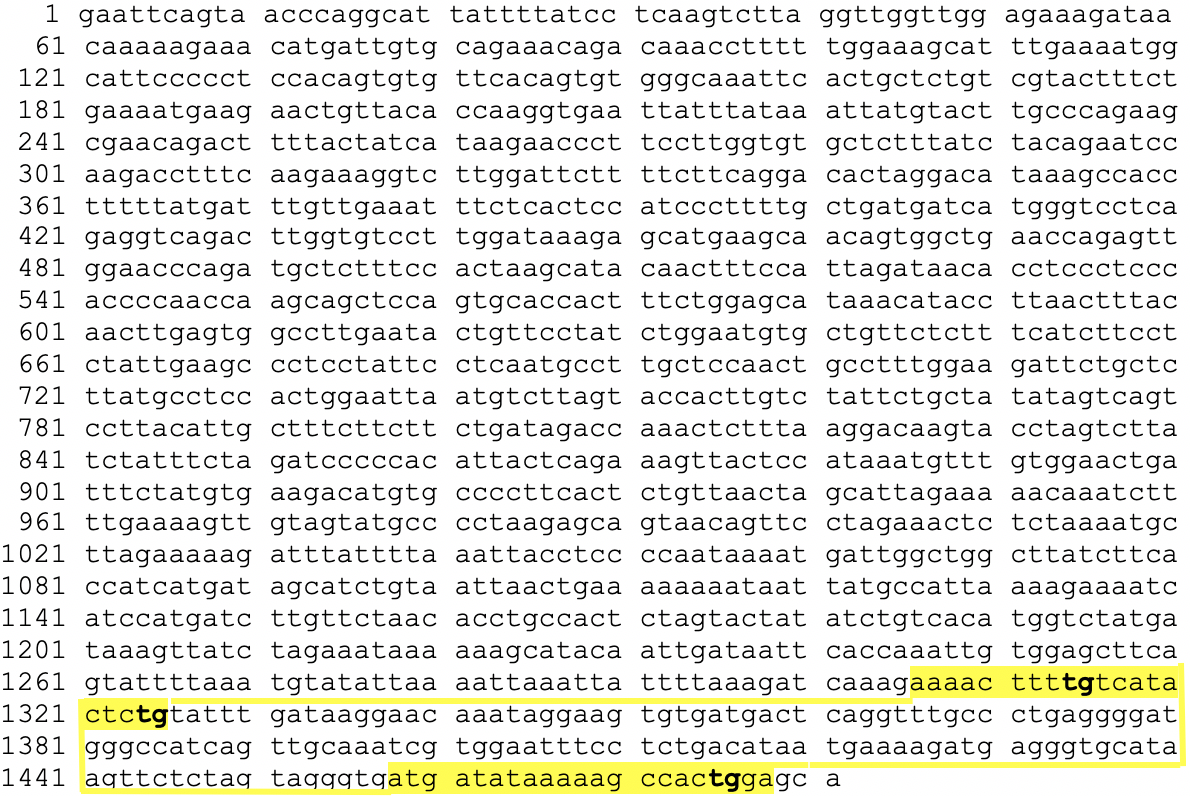 1 gaattcagta acccaggcat tattttatcc tcaagtctta ggttggttgg agaaagataa
61 caaaaagaaa catgattgtg cagaaacaga caaacctttt tggaaagcat ttgaaaatgg
121 cattccccct ccacagtgtg ttcacagtgt gggcaaattc actgctctgt cgtactttct
181 gaaaatgaag aactgttaca ccaaggtgaa ttatttataa attatgtact tgcccagaag
241 cgaacagact tttactatca taagaaccct tccttggtgt gctctttatc tacagaatcc
301 aagacctttc aagaaaggtc ttggattctt ttcttcagga cactaggaca taaagccacc
361 tttttatgat ttgttgaaat ttctcactcc atcccttttg ctgatgatca tgggtcctca
421 gaggtcagac ttggtgtcct tggataaaga gcatgaagca acagtggctg aaccagagtt
481 ggaacccaga tgctctttcc actaagcata caactttcca ttagataaca cctccctccc
541 accccaacca agcagctcca gtgcaccact ttctggagca taaacatacc ttaactttac
601 aacttgagtg gccttgaata ctgttcctat ctggaatgtg ctgttctctt tcatcttcct
661 ctattgaagc cctcctattc ctcaatgcct tgctccaact gcctttggaa gattctgctc
721 ttatgcctcc actggaatta atgtcttagt accacttgtc tattctgcta tatagtcagt
781 ccttacattg ctttcttctt ctgatagacc aaactcttta aggacaagta cctagtctta
841 tctatttcta gatcccccac attactcaga aagttactcc ataaatgttt gtggaactga
901 tttctatgtg aagacatgtg ccccttcact ctgttaacta gcattagaaa aacaaatctt
961 ttgaaaagtt gtagtatgcc cctaagagca gtaacagttc ctagaaactc tctaaaatgc
1021 ttagaaaaag atttatttta aattacctcc ccaataaaat gattggctgg cttatcttca
1081 ccatcatgat agcatctgta attaactgaa aaaaaataat tatgccatta aaagaaaatc
1141 atccatgatc ttgttctaac acctgccact ctagtactat atctgtcaca tggtctatga
1201 taaagttatc tagaaataaa aaagcataca attgataatt caccaaattg tggagcttca
1261 gtattttaaa tgtatattaa aattaaatta ttttaaagat caaagaaaac ttttgtcata
1321 ctctgtattt gataaggaac aaataggaag tgtgatgact caggtttgcc ctgaggggat
1381 gggccatcag ttgcaaatcg tggaatttcc tctgacataa tgaaaagatg agggtgcata
1441 agttctctag tagggtgatg atataaaaag ccactggagc a